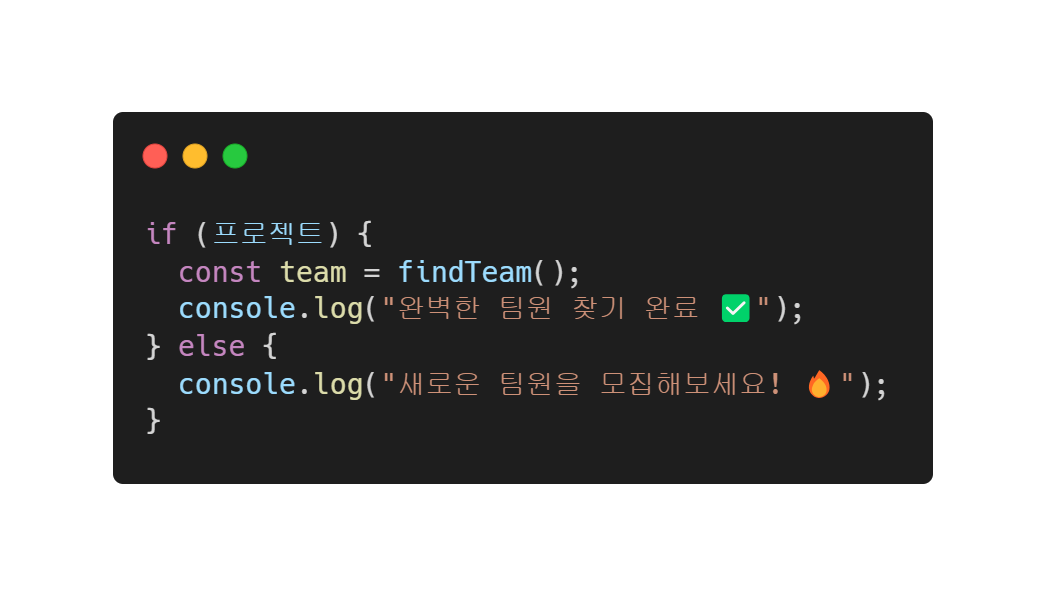 if (프로젝트) {
  const team = findTeam();
  console.log("완벽한 팀원 찾기 완료 ✅");
} else {
  console.log("새로운 팀원을 모집해보세요! 🔥");
}